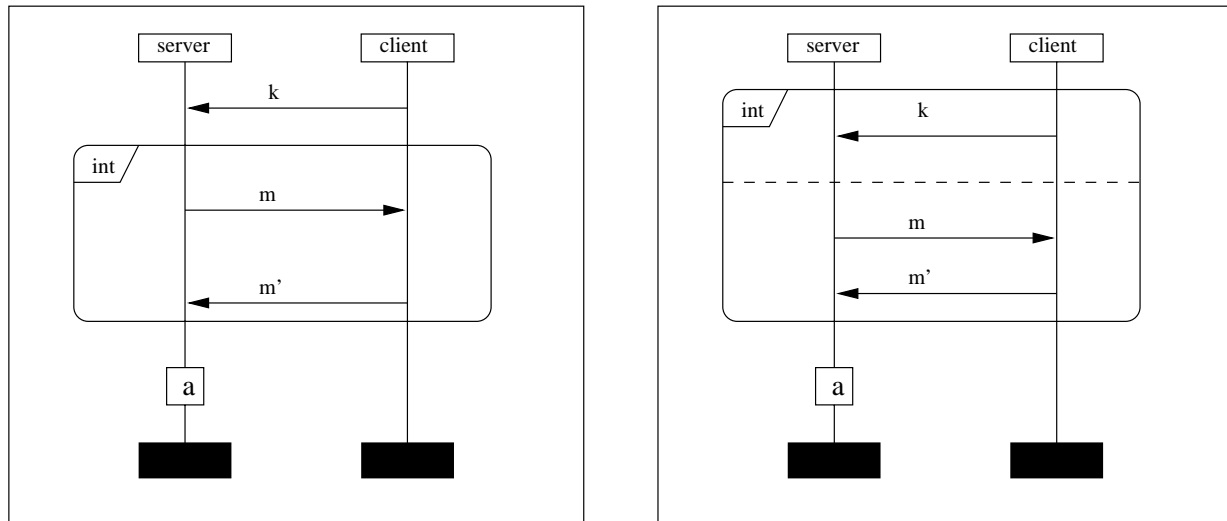 server client
k
int
m
m'
a
server client
int k
m
m'
a